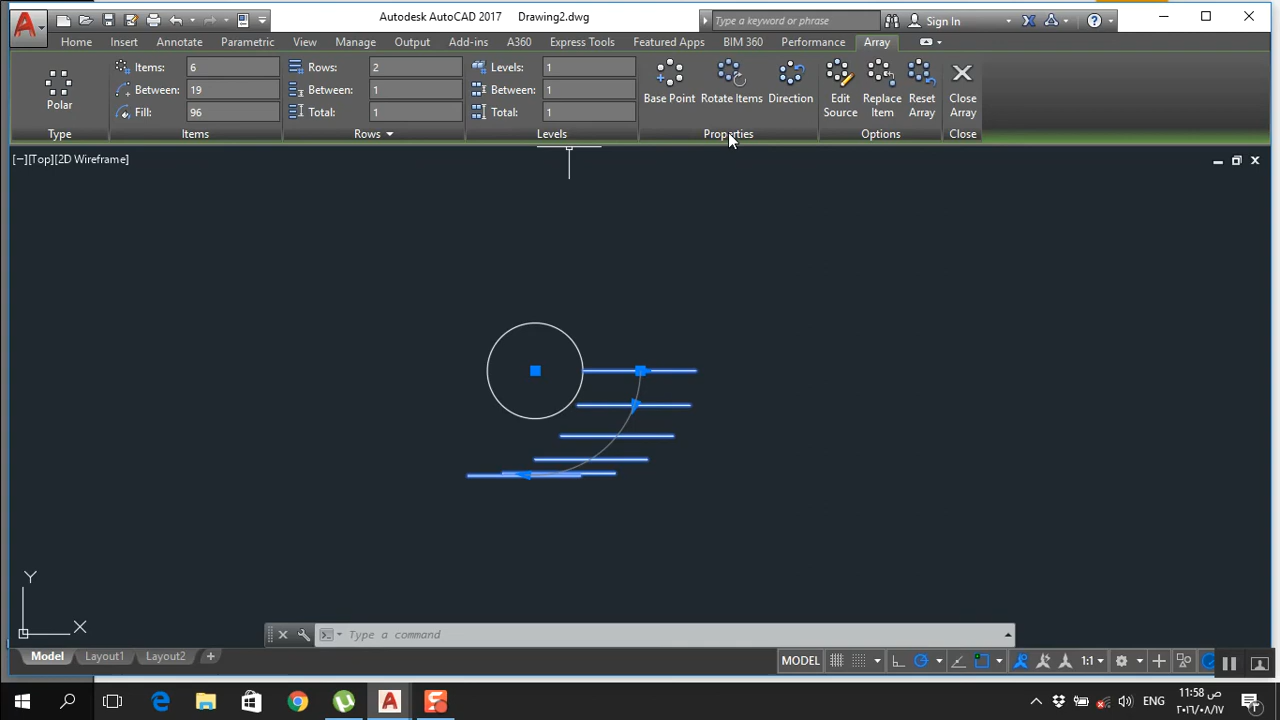 Autodesk AutoCAD 2017 Drawing2.dwg
Type a keyword or phrase
Sign In
Home Insert Annotate Parametric View Manage Output Add-ins A360 Express Tools Featured Apps BIM 360 Performance Array
Items: 6 Rows: 2 Levels: 1
Between: 19 Between: 1 Between: 1
Fill: 96 Total: 1 Total: 1
Polar
Base Point Rotate Items Direction
Edit Source
Replace Item
Reset Array
Close Array
Type Items Rows Levels Properties Options Close
[−][Top][2D Wireframe]
Y
X
Type a command
Model Layout1 Layout2 +
MODEL 1:1
ENG
11:58 ص
٢٠١٦/٠٨/١٧